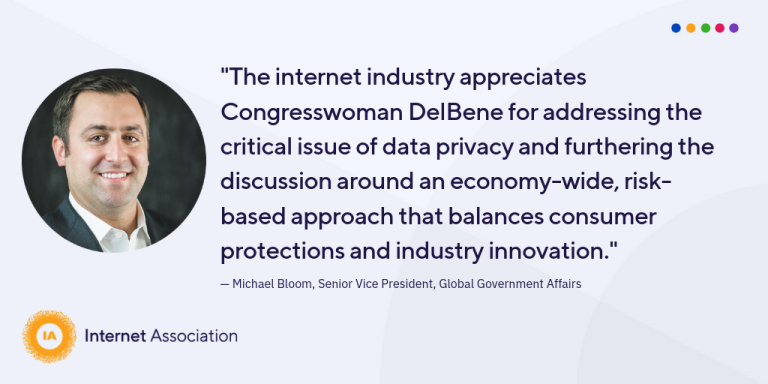 "The internet industry appreciates
Congresswoman DelBene for addressing the
critical issue of data privacy and furthering the
discussion around an economy-wide, risk-
based approach that balances consumer
protections and industry innovation."
— Michael Bloom, Senior Vice President, Global Government Affairs
IA
Internet Association